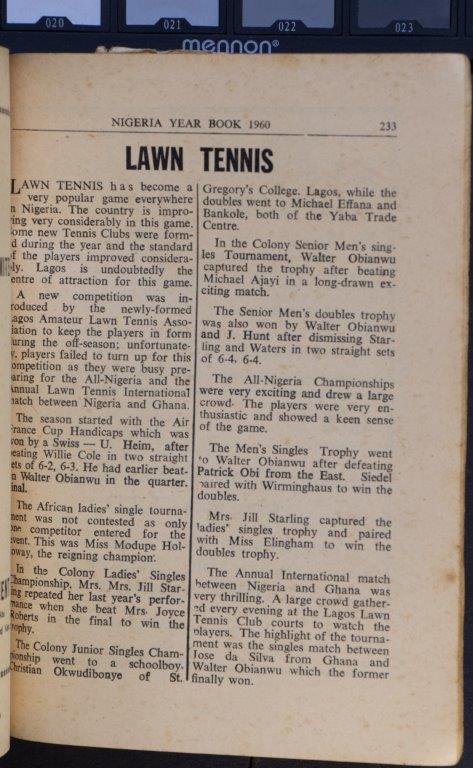 020
021
022
023
mennon®
NIGERIA YEAR BOOK 1960 233
LAWN TENNIS
LAWN TENNIS has become a
very popular game everywhere
n Nigeria. The country is impro-
ing very considerably in this game.
ome new Tennis Clubs were form-
d during the year and the standard
f the players improved considera-
ly. Lagos is undoubtedly the
entre of attraction for this game.
A new competition was in-
roduced by the newly-formed
agos Amateur Lawn Tennis Asso-
iation to keep the players in form
uring the off-season; unfortunate-
y, players failed to turn up for this
ompetition as they were busy pre-
aring for the All-Nigeria and the
nnual Lawn Tennis International
match between Nigeria and Ghana.
The season started with the Air
rance Cup Handicaps which was
won by a Swiss — U. Heim, after
eating Willie Cole in two straight
ets of 6-2, 6-3. He had earlier beat-
n Walter Obianwu in the quarter.
inal.
The African ladies' single tourna-
ment was not contested as only
one competitor entered for the
event. This was Miss Modupe Hol-
oway, the reigning champion.
In the Colony Ladies' Singles
Championship, Mrs. Mrs. Jill Star-
ing repeated her last year's perfor-
mance when she beat Mrs. Joyce
Roberts in the final to win the
rophy.
The Colony Junior Singles Cham-
pionship went to a schoolboy.
Christian Okwudibonye of St.
Gregory's College. Lagos, while the
doubles went to Michael Effana and
Bankole, both of the Yaba Trade
Centre.
In the Colony Senior Men's sing-
les Tournament, Walter Obianwu
captured the trophy after beating
Michael Ajayi in a long-drawn ex-
citing match.
The Senior Men's doubles trophy
was also won by Walter Obianwu
and J. Hunt after dismissing Star-
ling and Waters in two straight sets
of 6-4. 6-4.
The All-Nigeria Championships
were very exciting and drew a large
crowd. The players were very en-
thusiastic and showed a keen sense
of the game.
The Men's Singles Trophy went
to Walter Obianwu after defeating
Patrick Obi from the East. Siedel
paired with Wirminghaus to win the
doubles.
Mrs. Jill Starling captured the
ladies' singles trophy and paired
with Miss Elingham to win the
doubles trophy.
The Annual International match
between Nigeria and Ghana was
very thrilling. A large crowd gather-
ed every evening at the Lagos Lawn
Tennis Club courts to watch the
players. The highlight of the tourna-
ment was the singles match between
Jose da Silva from Ghana and
Walter Obianwu which the former
finally won.